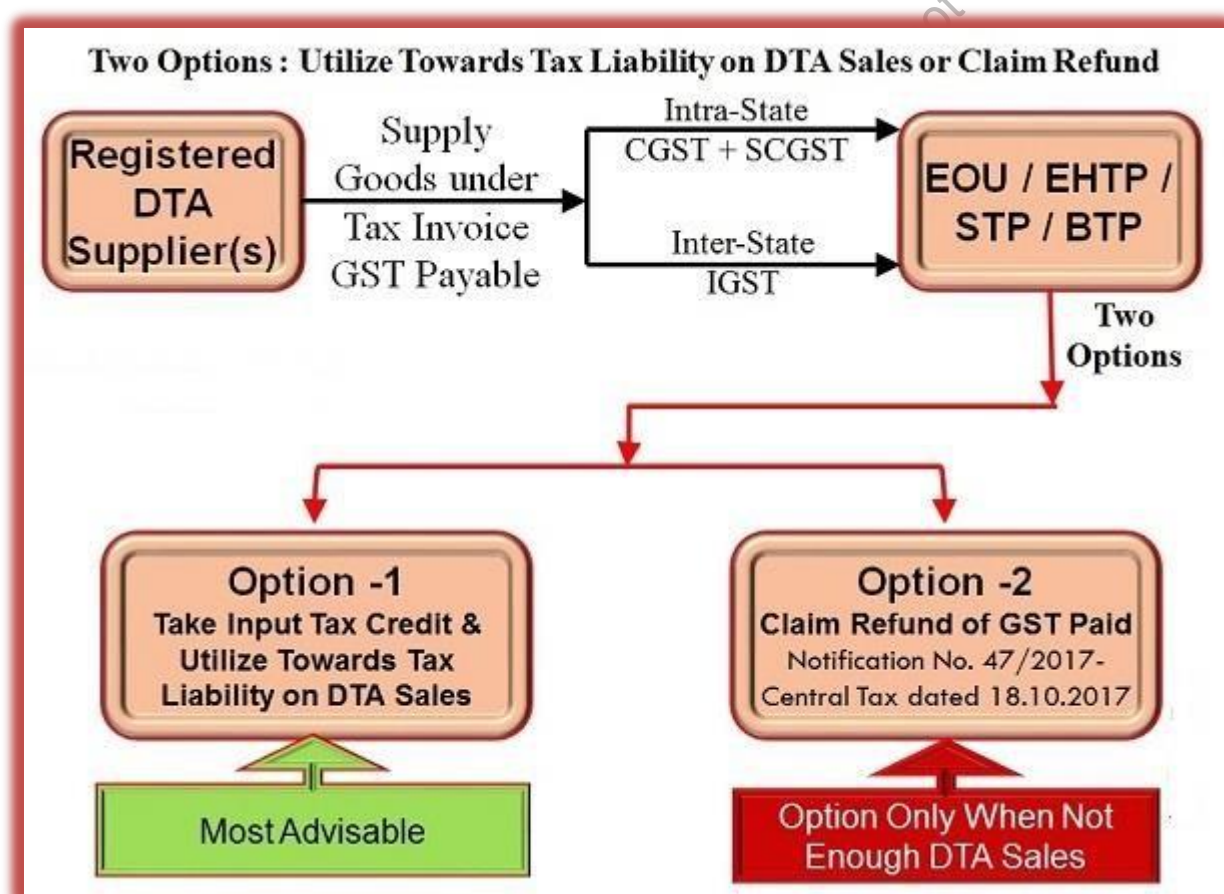 Two Options : Utilize Towards Tax Liability on DTA Sales or Claim Refund
Registered
DTA
Supplier(s)
Supply
Goods under
Tax Invoice
GST Payable
Intra-State
CGST + SCGST
Inter-State
IGST
EOU / EHTP /
STP / BTP
Two
Options
Option -1
Take Input Tax Credit &
Utilize Towards Tax
Liability on DTA Sales
Option -2
Claim Refund of GST Paid
Notification No. 47/2017-
Central Tax dated 18.10.2017
Most Advisable
Option Only When Not
Enough DTA Sales